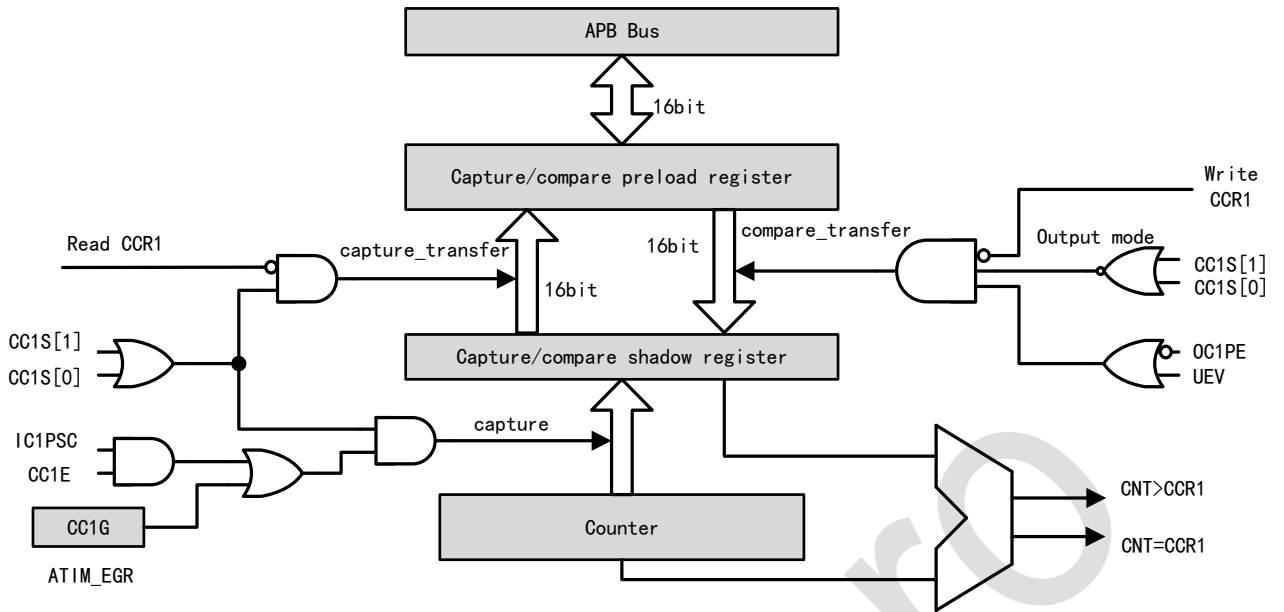 APB Bus
16bit
Capture/compare preload register
Write
CCR1
Read CCR1
capture_transfer
16bit
16bit
compare_transfer
Output mode
CC1S[1]
CC1S[0]
CC1S[1]
CC1S[0]
Capture/compare shadow register
OC1PE
UEV
IC1PSC
CC1E
capture
CC1G
ATIM_EGR
Counter
CNT>CCR1
CNT=CCR1
ro